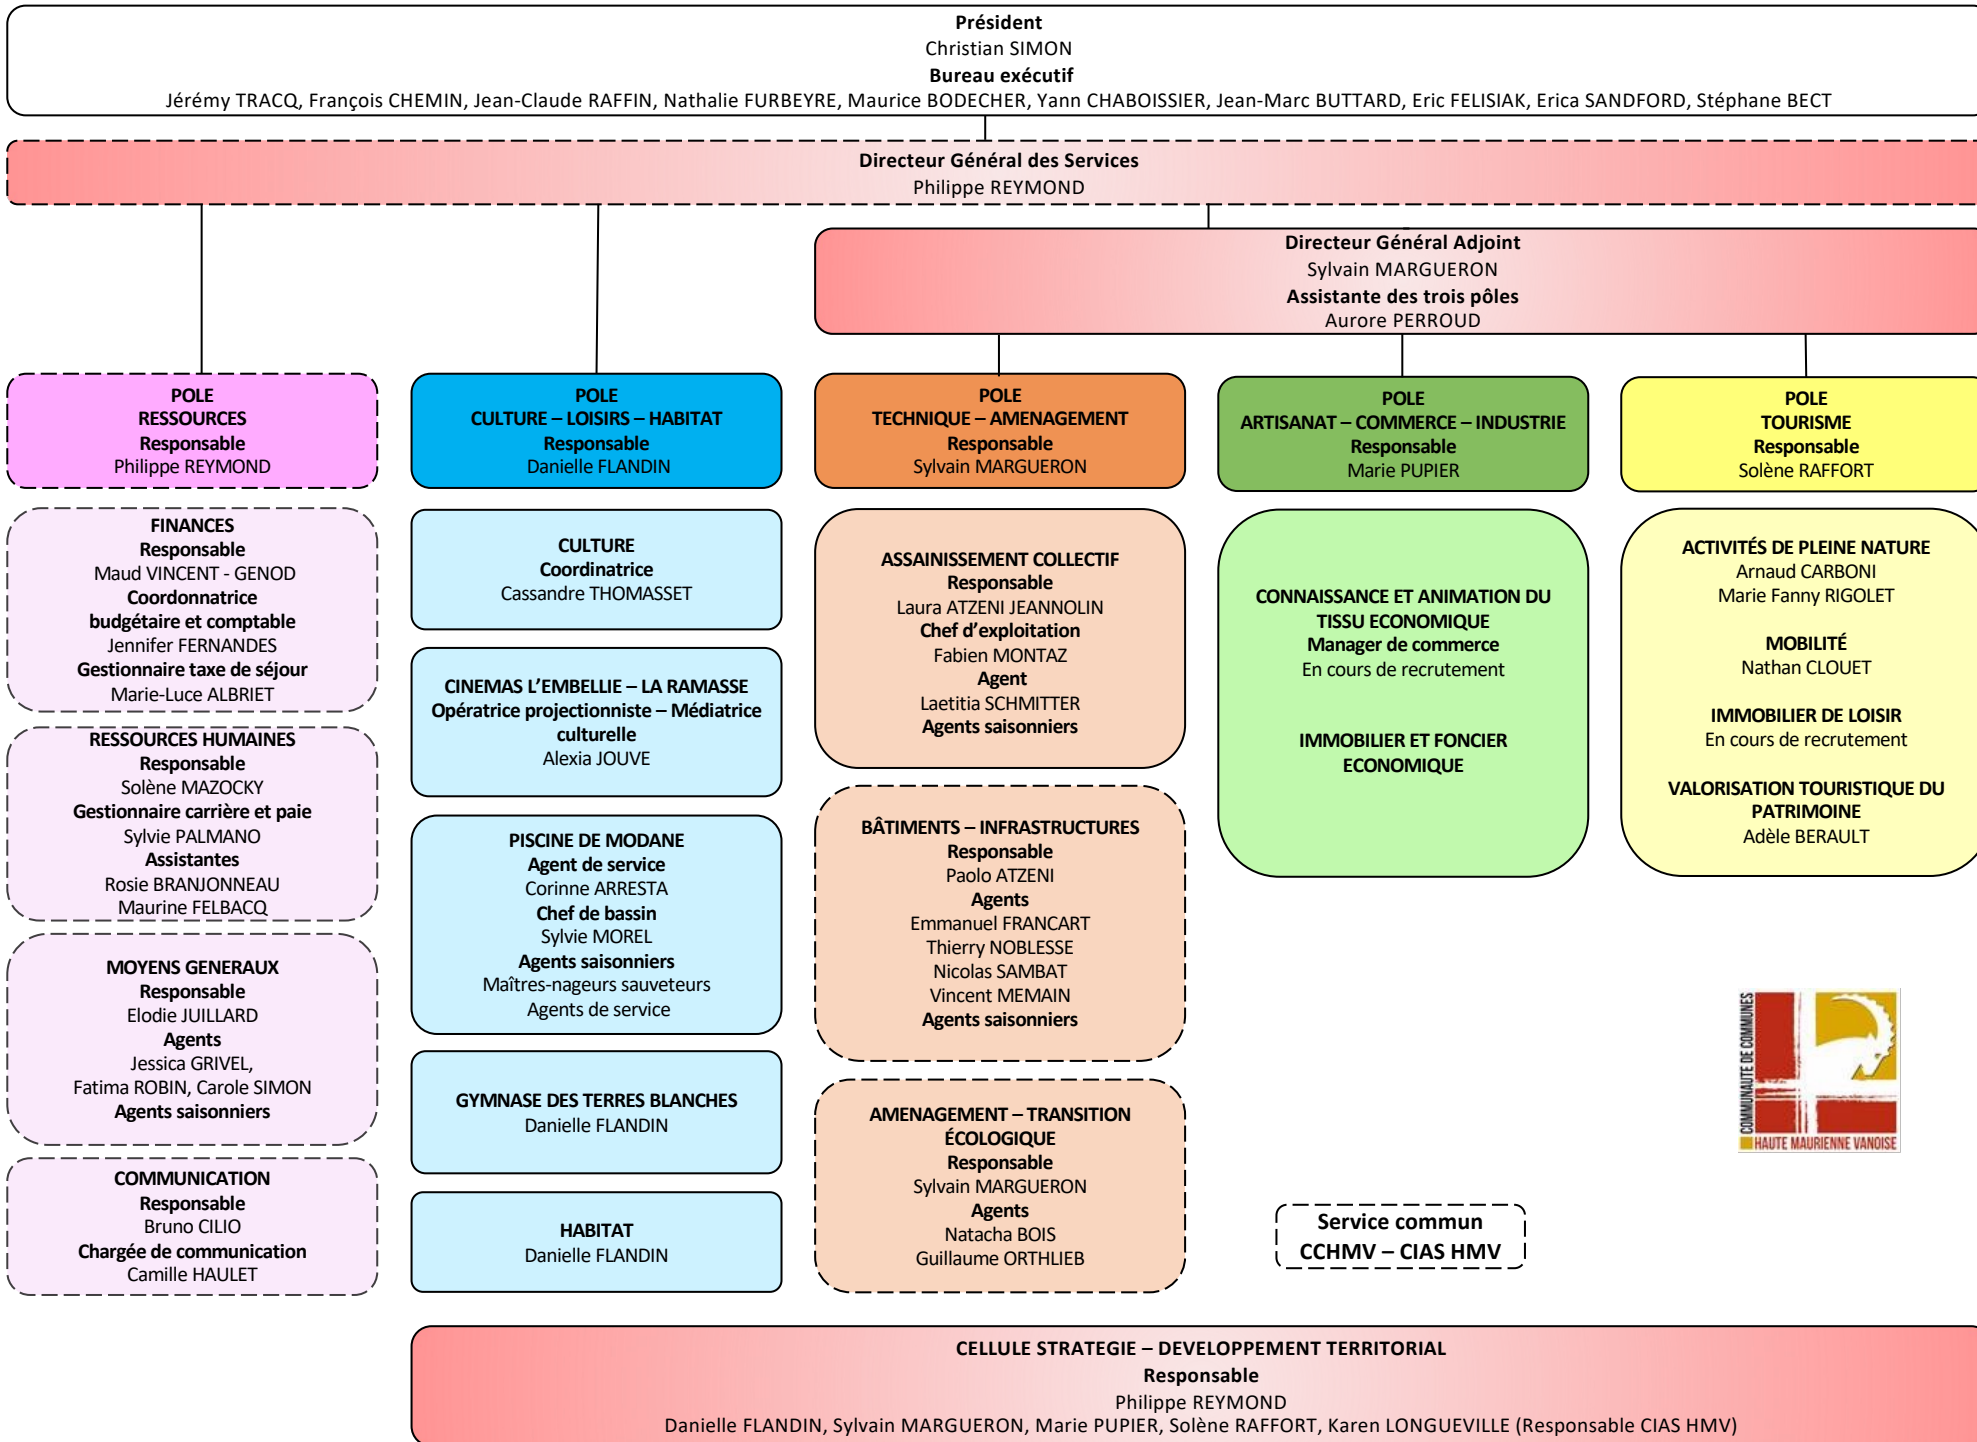 Président
Christian SIMON
Bureau exécutif
Jérémy TRACQ, François CHEMIN, Jean-Claude RAFFIN, Nathalie FURBEYRE, Maurice BODECHER, Yann CHABOISSIER, Jean-Marc BUTTARD, Eric FELISIAK, Erica SANDFORD, Stéphane BECT
Directeur Général des Services
Philippe REYMOND
Directeur Général Adjoint
Sylvain MARGUERON
Assistante des trois pôles
Aurore PERROUD
POLE
RESSOURCES
Responsable
Philippe REYMOND
FINANCES
Responsable
Maud VINCENT - GENOD
Coordonnatrice
budgétaire et comptable
Jennifer FERNANDES
Gestionnaire taxe de séjour
Marie-Luce ALBRIET
RESSOURCES HUMAINES
Responsable
Solène MAZOCKY
Gestionnaire carrière et paie
Sylvie PALMANO
Assistantes
Rosie BRANJONNEAU
Maurine FELBACQ
MOYENS GENERAUX
Responsable
Elodie JUILLARD
Agents
Jessica GRIVEL,
Fatima ROBIN, Carole SIMON
Agents saisonniers
COMMUNICATION
Responsable
Bruno CILIO
Chargée de communication
Camille HAULET
POLE
CULTURE – LOISIRS – HABITAT
Responsable
Danielle FLANDIN
CULTURE
Coordinatrice
Cassandre THOMASSET
CINEMAS L'EMBELLIE – LA RAMASSE
Opératrice projectionniste – Médiatrice
culturelle
Alexia JOUVE
PISCINE DE MODANE
Agent de service
Corinne ARRESTA
Chef de bassin
Sylvie MOREL
Agents saisonniers
Maîtres-nageurs sauveteurs
Agents de service
GYMNASE DES TERRES BLANCHES
Danielle FLANDIN
HABITAT
Danielle FLANDIN
POLE
TECHNIQUE – AMENAGEMENT
Responsable
Sylvain MARGUERON
ASSAINISSEMENT COLLECTIF
Responsable
Laura ATZENI JEANNOLIN
Chef d'exploitation
Fabien MONTAZ
Agent
Laetitia SCHMITTER
Agents saisonniers
BÂTIMENTS – INFRASTRUCTURES
Responsable
Paolo ATZENI
Agents
Emmanuel FRANCART
Thierry NOBLESSE
Nicolas SAMBAT
Vincent MEMAIN
Agents saisonniers
AMENAGEMENT – TRANSITION
ÉCOLOGIQUE
Responsable
Sylvain MARGUERON
Agents
Natacha BOIS
Guillaume ORTHLIEB
POLE
ARTISANAT – COMMERCE – INDUSTRIE
Responsable
Marie PUPIER
CONNAISSANCE ET ANIMATION DU
TISSU ECONOMIQUE
Manager de commerce
En cours de recrutement
IMMOBILIER ET FONCIER
ECONOMIQUE
POLE
TOURISME
Responsable
Solène RAFFORT
ACTIVITÉS DE PLEINE NATURE
Arnaud CARBONI
Marie Fanny RIGOLET
MOBILITÉ
Nathan CLOUET
IMMOBILIER DE LOISIR
En cours de recrutement
VALORISATION TOURISTIQUE DU
PATRIMOINE
Adèle BERAULT
COMMUNAUTE DE COMMUNES
HAUTE MAURIENNE VANOISE
Service commun
CCHMV – CIAS HMV
CELLULE STRATEGIE – DEVELOPPEMENT TERRITORIAL
Responsable
Philippe REYMOND
Danielle FLANDIN, Sylvain MARGUERON, Marie PUPIER, Solène RAFFORT, Karen LONGUEVILLE (Responsable CIAS HMV)